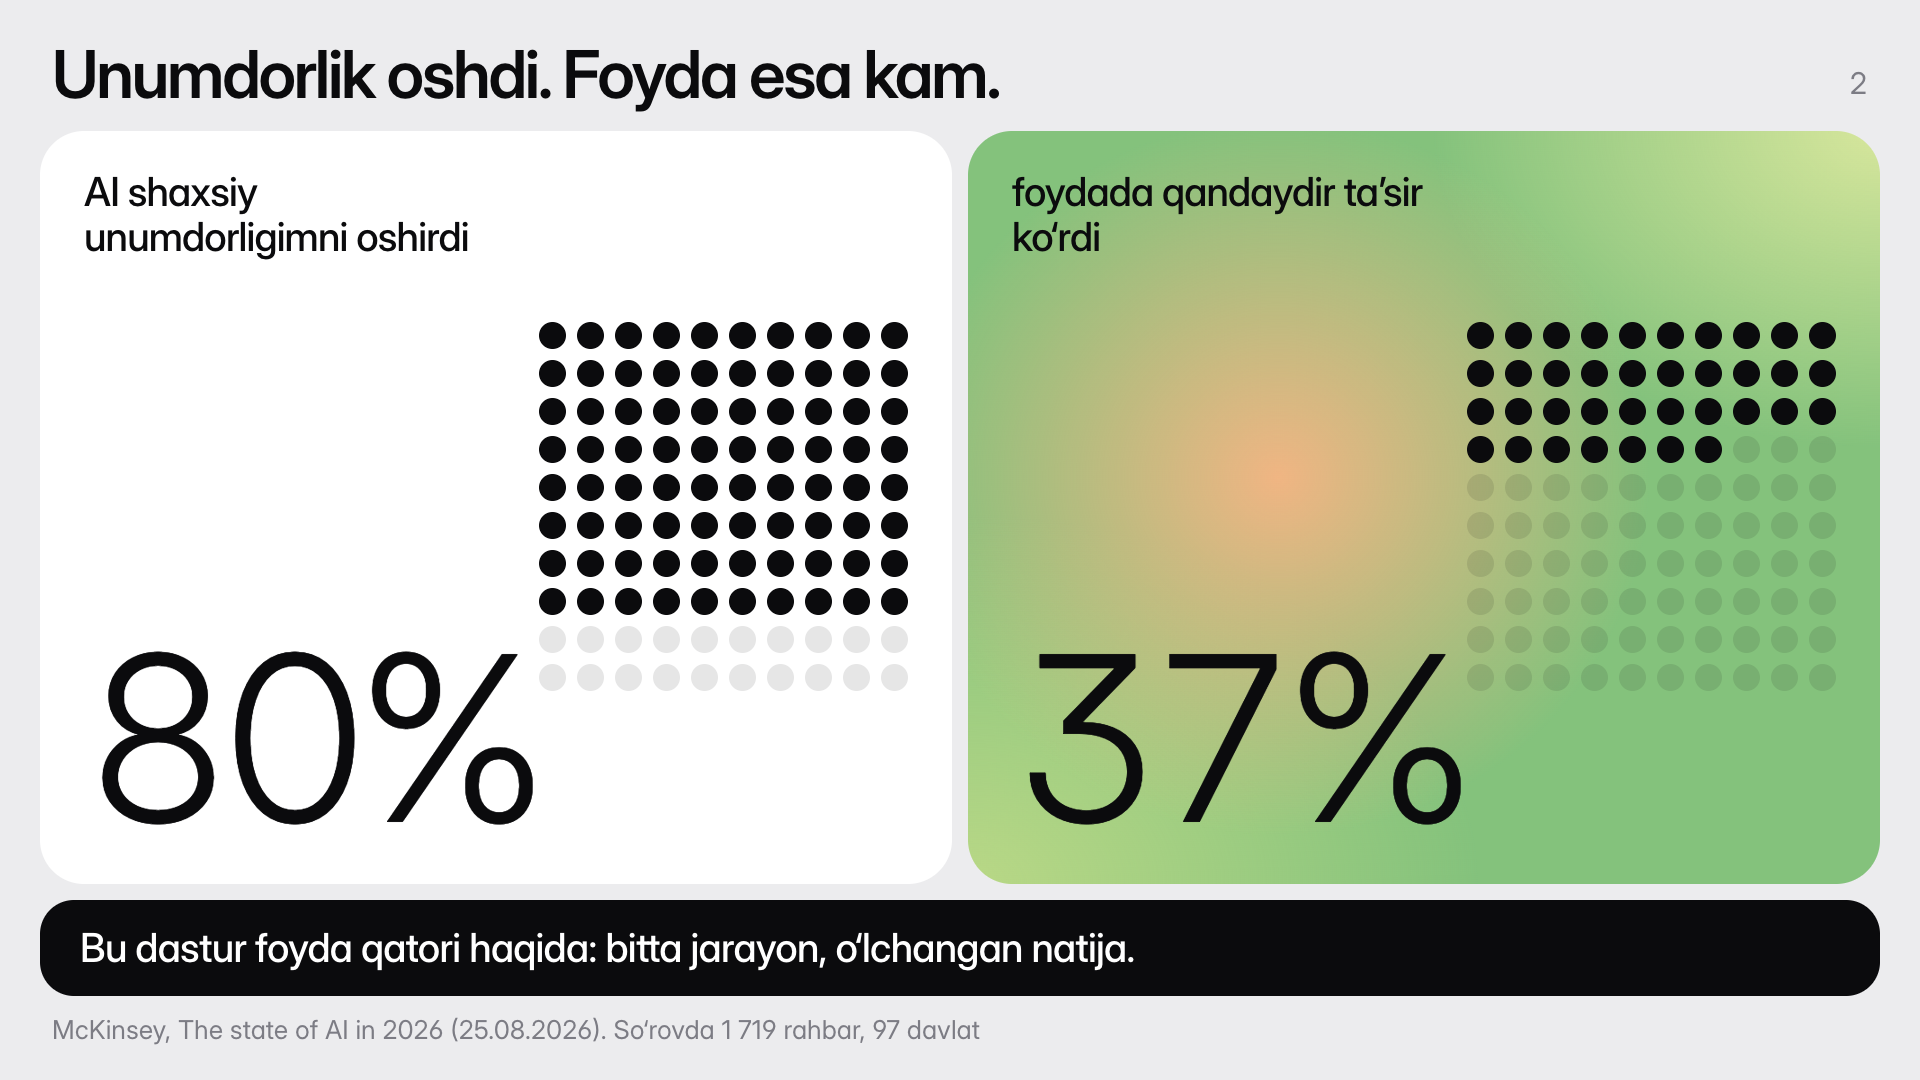 Unumdorlik oshdi. Foyda esa kam.
2
AI shaxsiy
unumdorligimni oshirdi
80%
foydada qandaydir ta’sir
ko‘rdi
37%
Bu dastur foyda qatori haqida: bitta jarayon, o‘lchangan natija.
McKinsey, The state of AI in 2026 (25.08.2026). So‘rovda 1 719 rahbar, 97 davlat